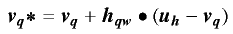 v_q* = v_q + h_qw • (u_h − v_q)